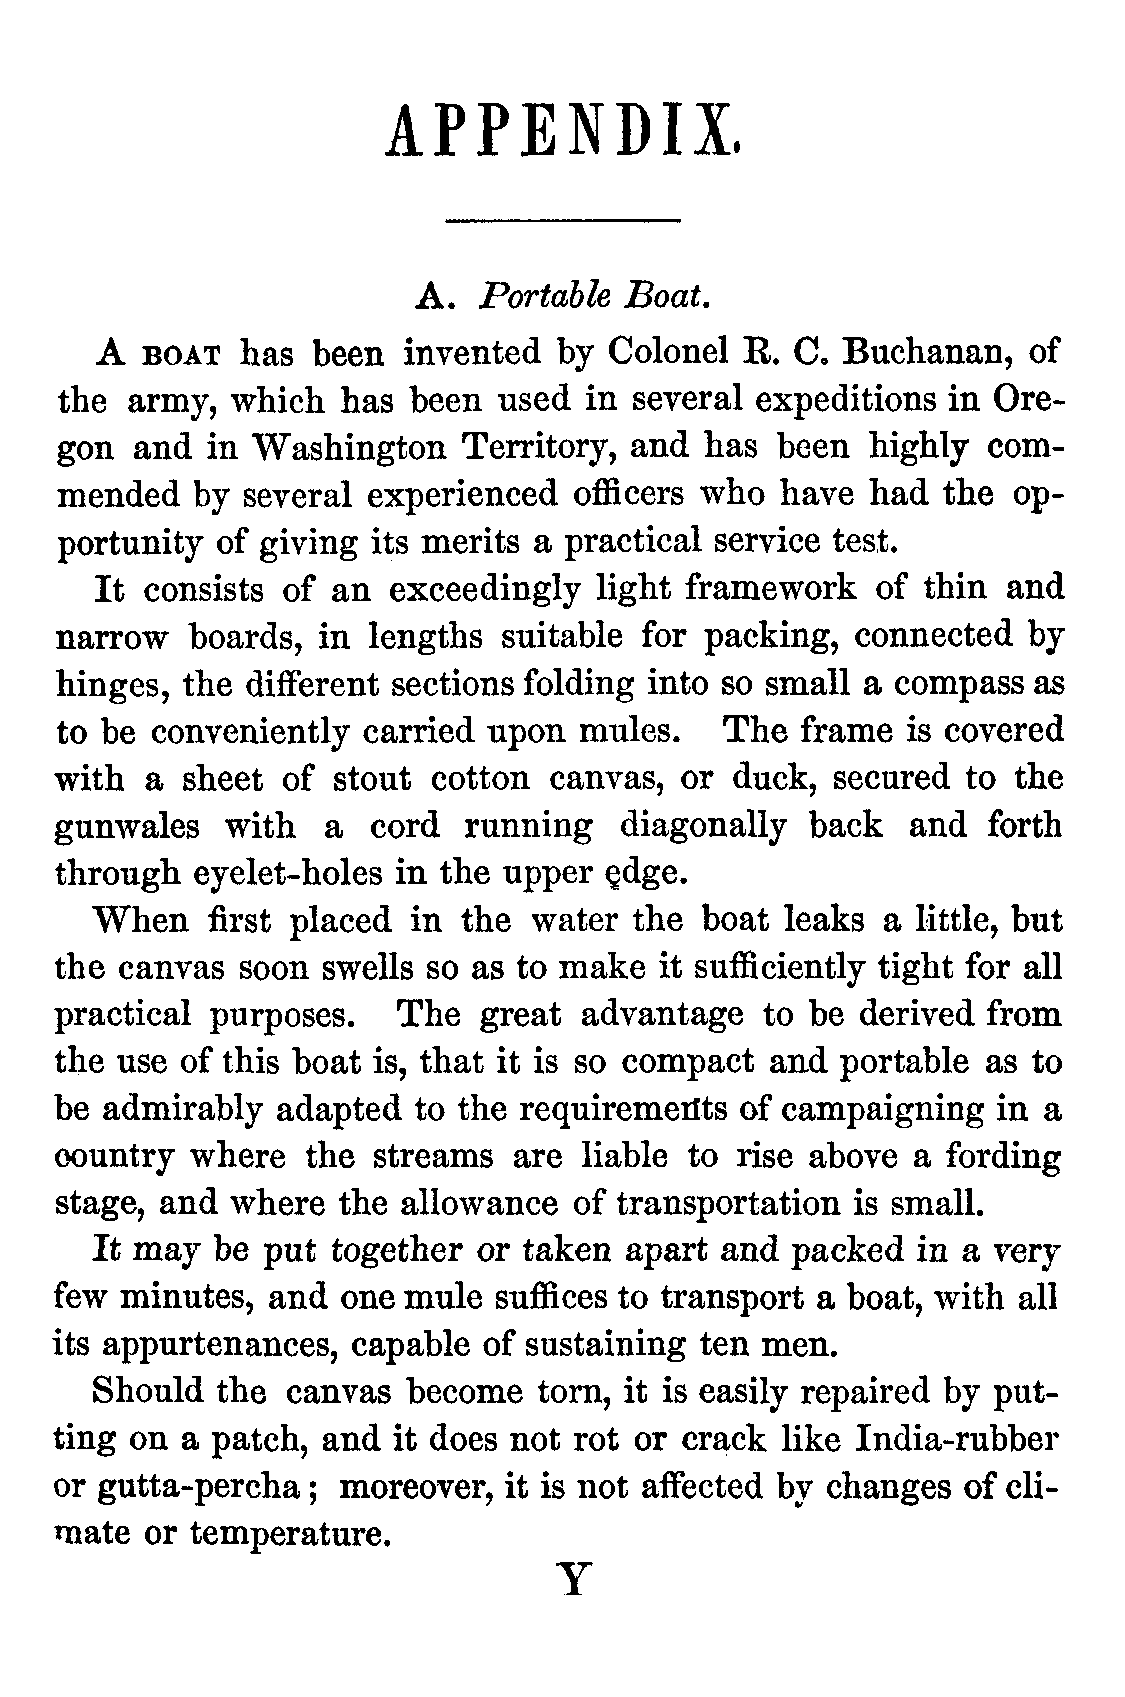 APPENDIX.
A. Portable Boat.
A BOAT has been invented by Colonel R. C. Buchanan, of
the army, which has been used in several expeditions in Ore-
gon and in Washington Territory, and has been highly com-
mended by several experienced officers who have had the op-
portunity of giving its merits a practical service test.
It consists of an exceedingly light framework of thin and
narrow boards, in lengths suitable for packing, connected by
hinges, the different sections folding into so small a compass as
to be conveniently carried upon mules. The frame is covered
with a sheet of stout cotton canvas, or duck, secured to the
gunwales with a cord running diagonally back and forth
through eyelet-holes in the upper edge.
When first placed in the water the boat leaks a little, but
the canvas soon swells so as to make it sufficiently tight for all
practical purposes. The great advantage to be derived from
the use of this boat is, that it is so compact and portable as to
be admirably adapted to the requirements of campaigning in a
country where the streams are liable to rise above a fording
stage, and where the allowance of transportation is small.
It may be put together or taken apart and packed in a very
few minutes, and one mule suffices to transport a boat, with all
its appurtenances, capable of sustaining ten men.
Should the canvas become torn, it is easily repaired by put-
ting on a patch, and it does not rot or crack like India-rubber
or gutta-percha; moreover, it is not affected by changes of cli-
mate or temperature.
Y